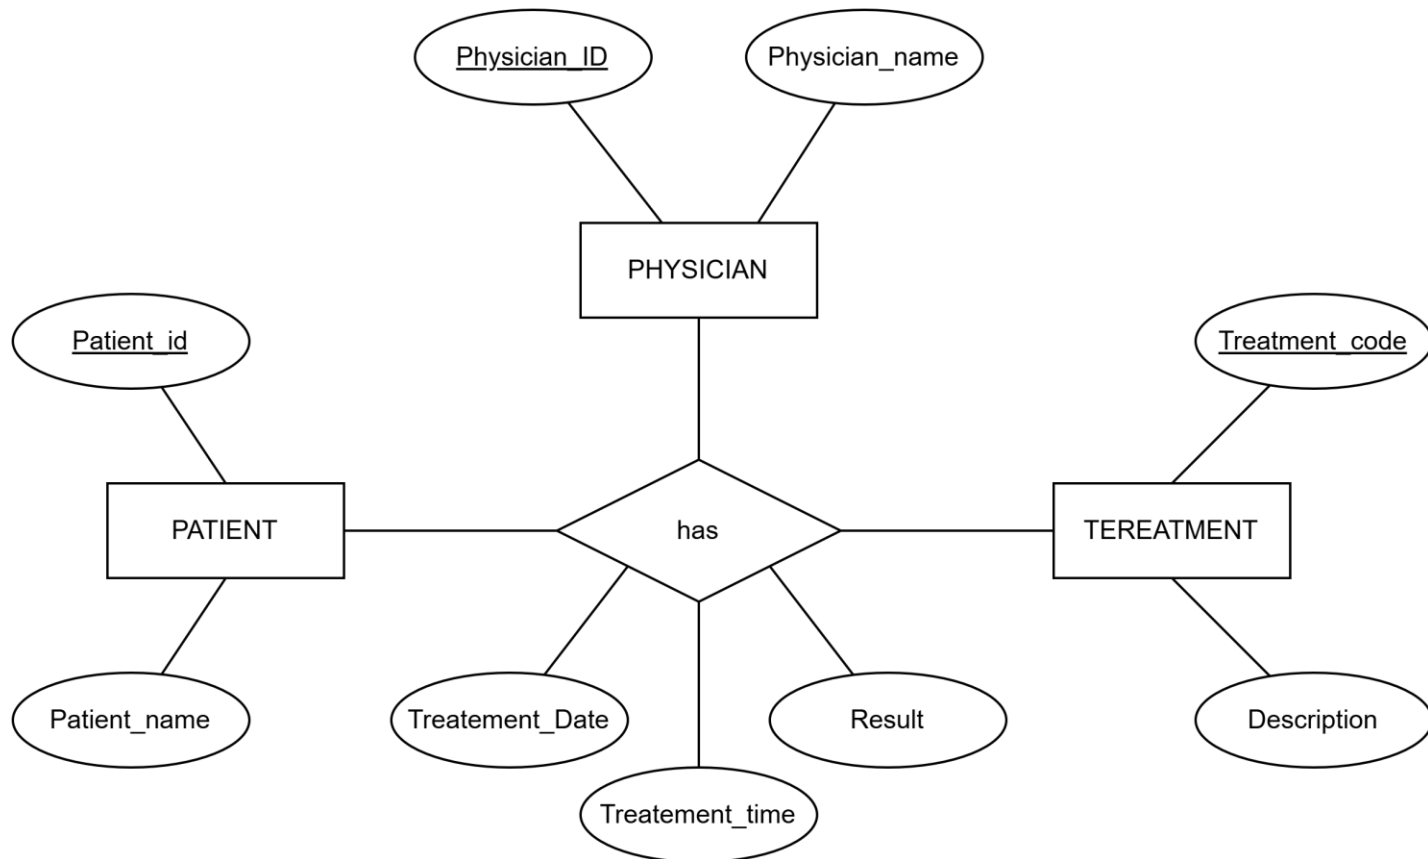 Physician_ID
Physician_name
PHYSICIAN
Patient_id
Treatment_code
PATIENT
has
TEREATMENT
Patient_name
Treatement_Date
Result
Description
Treatement_time